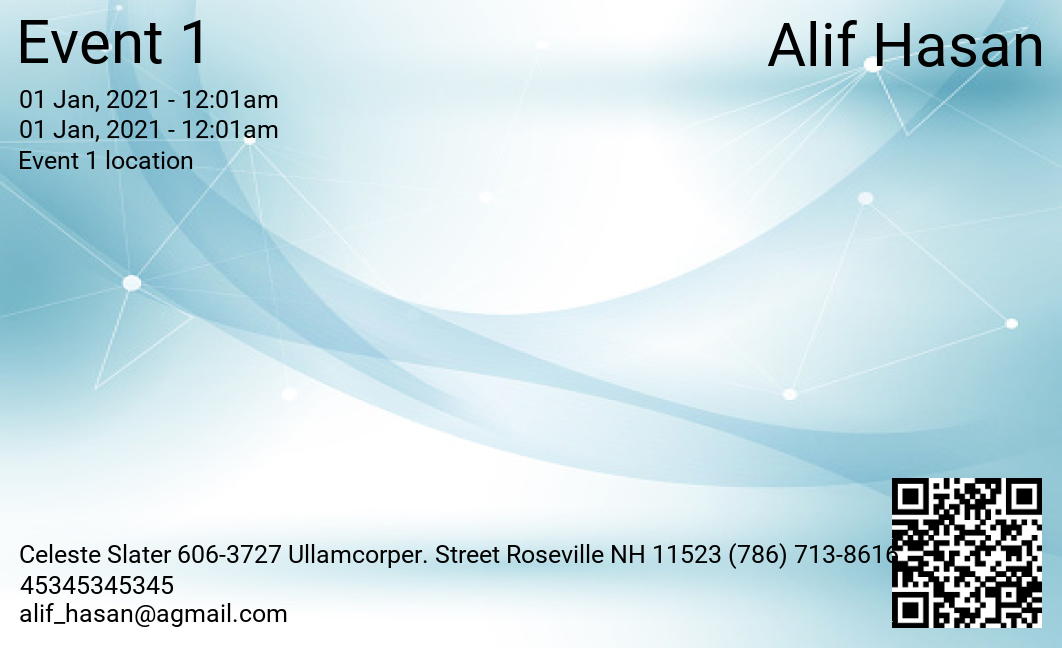 Event 1
Alif Hasan
01 Jan, 2021 - 12:01am
01 Jan, 2021 - 12:01am
Event 1 location
Celeste Slater 606-3727 Ullamcorper. Street Roseville NH 11523 (786) 713-8616
45345345345
alif_hasan@agmail.com